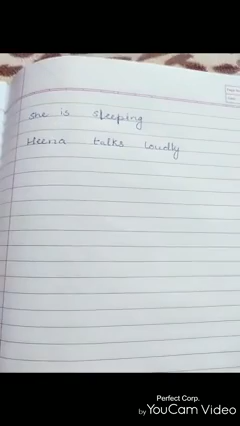 she is sleeping
Heena talks loudly
Perfect Corp.
by YouCam Video